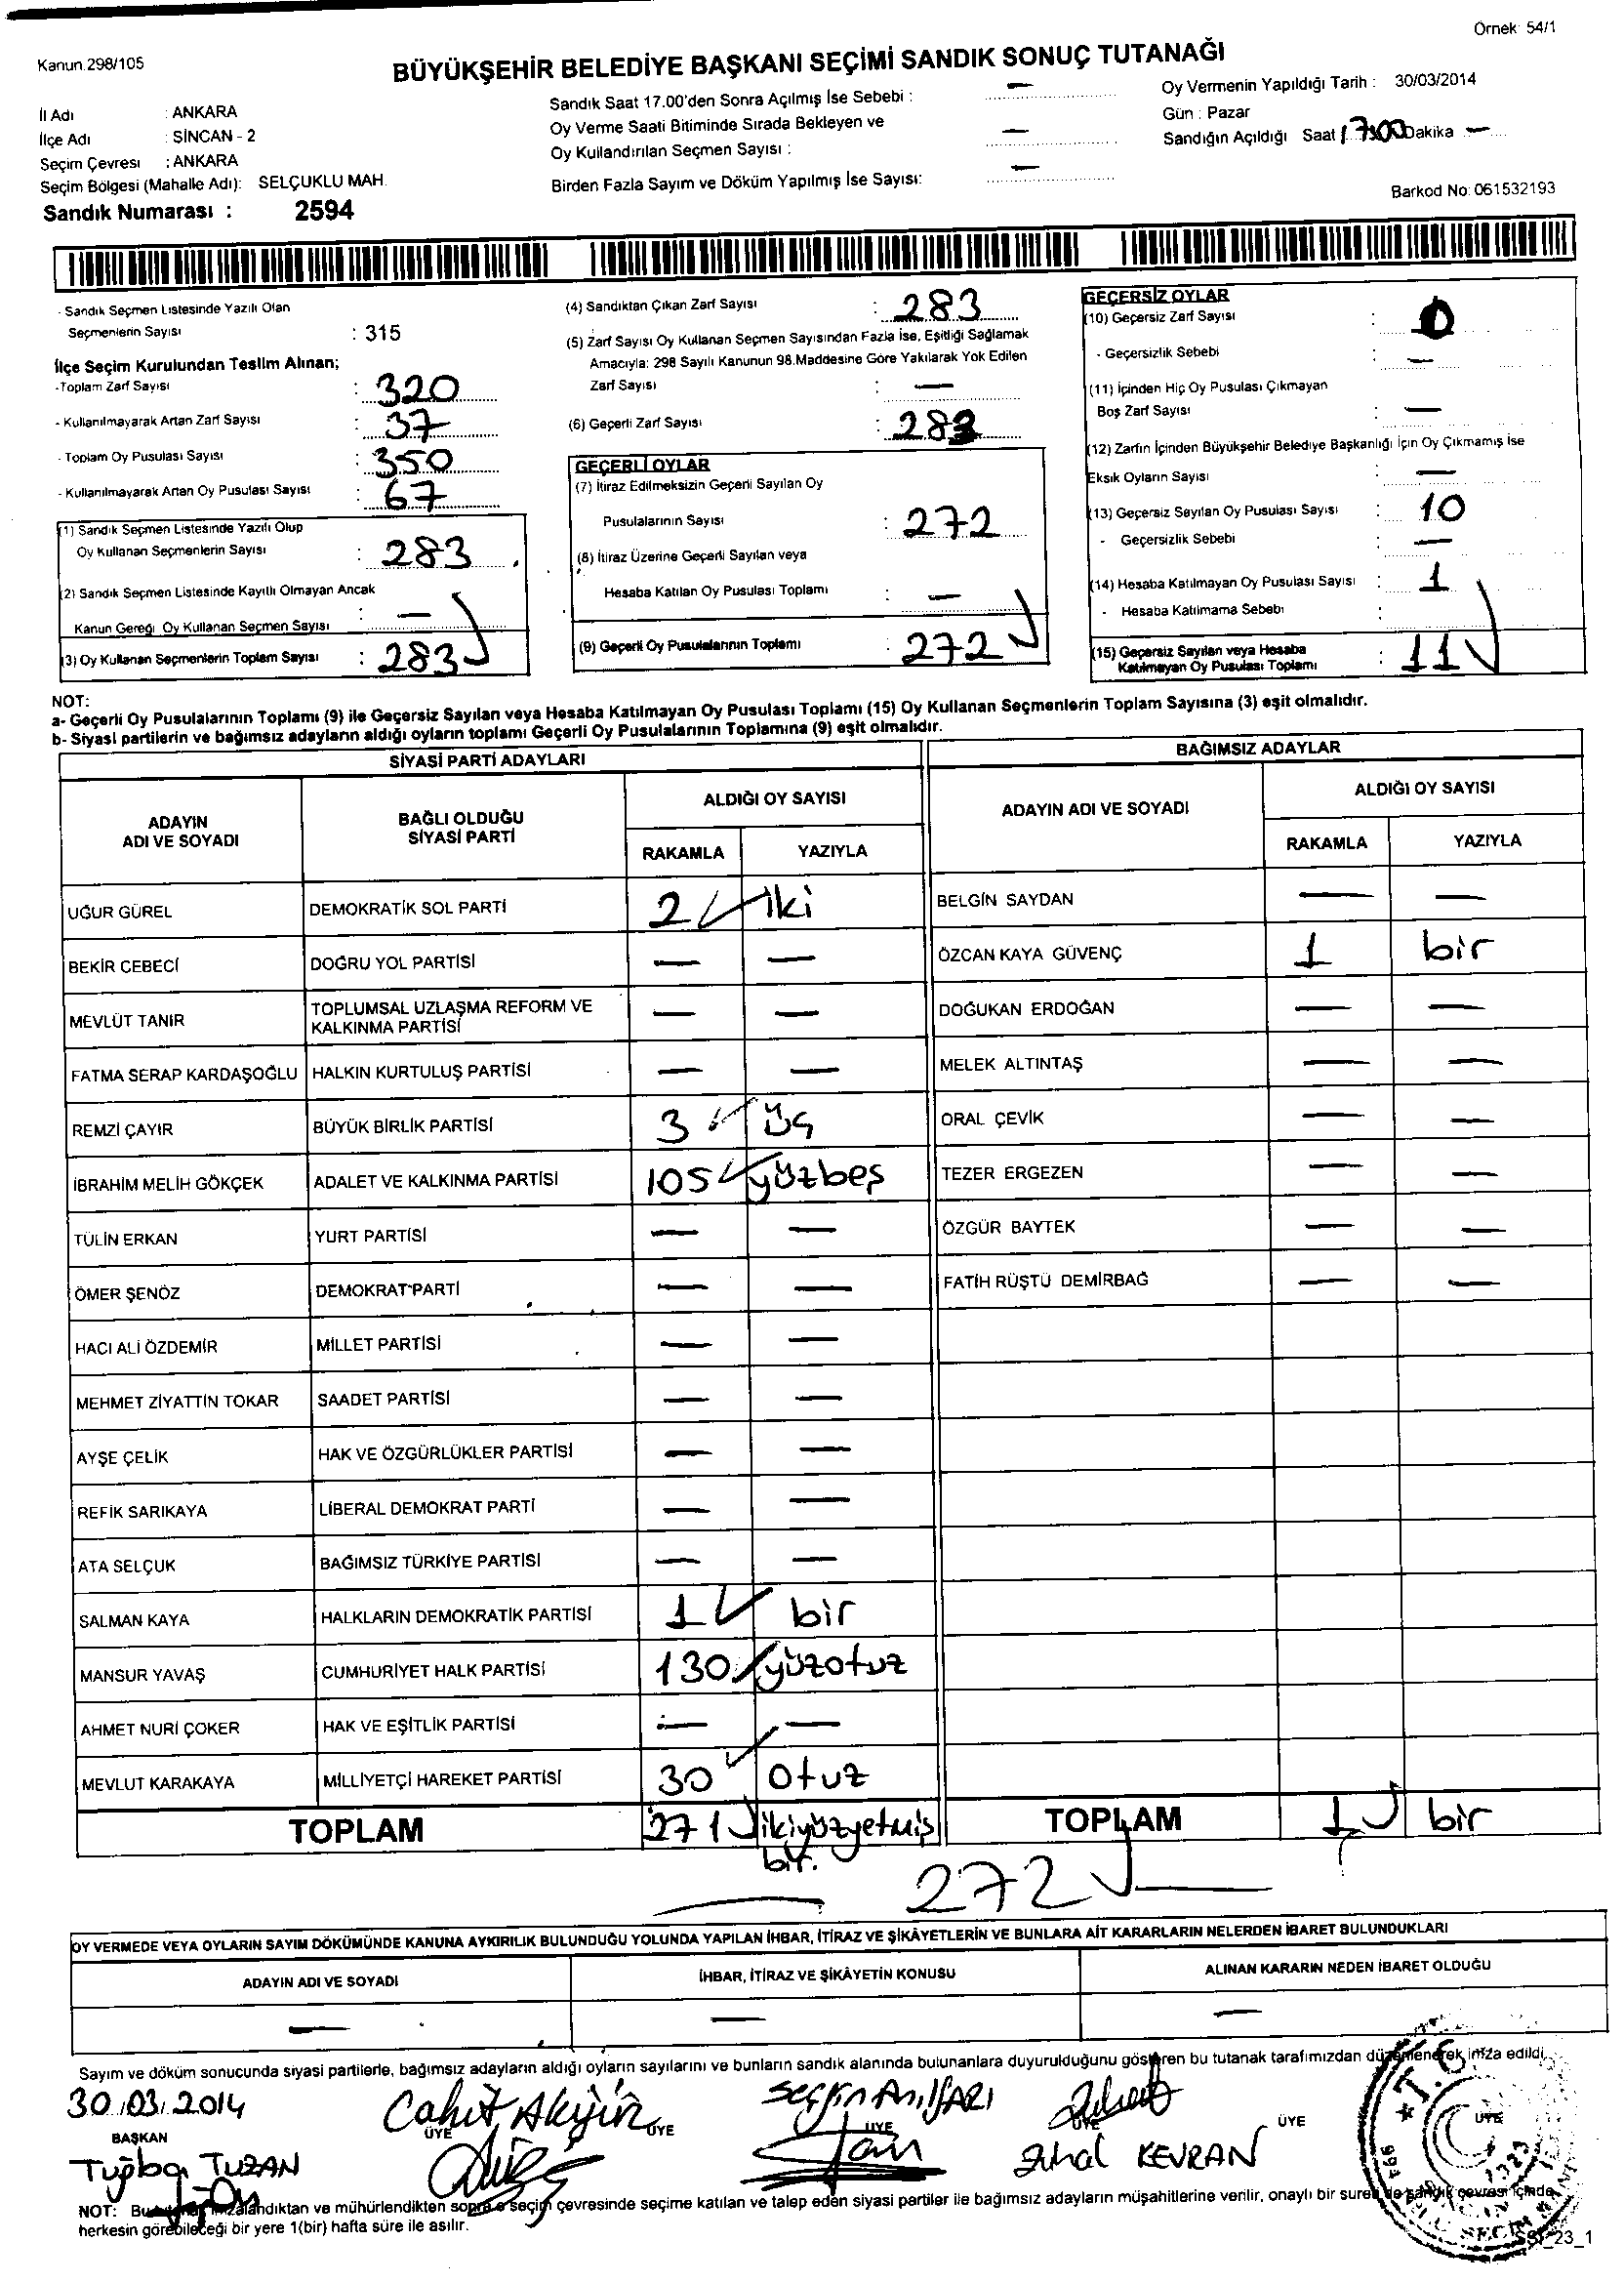 Örnek: 54/1
Kanun.298/105
BÜYÜKŞEHİR BELEDİYE BAŞKANI SEÇİMİ SANDIK SONUÇ TUTANAĞI
İl Adı : ANKARA
İlçe Adı : SİNCAN - 2
Seçim Çevresi : ANKARA
Seçim Bölgesi (Mahalle Adı): SELÇUKLU MAH.
Sandık Numarası : 2594
Sandık Saat 17.00'den Sonra Açılmış İse Sebebi : —
Oy Verme Saati Bitiminde Sırada Bekleyen ve
Oy Kullandırılan Seçmen Sayısı : —
Birden Fazla Sayım ve Döküm Yapılmış İse Sayısı: —
Oy Vermenin Yapıldığı Tarih : 30/03/2014
Gün : Pazar
Sandığın Açıldığı Saat 17:00 Dakika —
Barkod No: 061532193
- Sandık Seçmen Listesinde Yazılı Olan
Seçmenlerin Sayısı : 315
İlçe Seçim Kurulundan Teslim Alınan;
-Toplam Zarf Sayısı : 320
- Kullanılmayarak Artan Zarf Sayısı : 37
- Toplam Oy Pusulası Sayısı : 350
- Kullanılmayarak Artan Oy Pusulası Sayısı : 67
(1) Sandık Seçmen Listesinde Yazılı Olup
Oy Kullanan Seçmenlerin Sayısı : 283
(2) Sandık Seçmen Listesinde Kayıtlı Olmayan Ancak
Kanun Gereği Oy Kullanan Seçmen Sayısı : —
(3) Oy Kullanan Seçmenlerin Toplam Sayısı : 283
(4) Sandıktan Çıkan Zarf Sayısı : 283
(5) Zarf Sayısı Oy Kullanan Seçmen Sayısından Fazla İse, Eşitliği Sağlamak
Amacıyla: 298 Sayılı Kanunun 98.Maddesine Göre Yakılarak Yok Edilen
Zarf Sayısı : —
(6) Geçerli Zarf Sayısı : 283
GEÇERLİ OYLAR
(7) İtiraz Edilmeksizin Geçerli Sayılan Oy
Pusulalarının Sayısı : 272
(8) İtiraz Üzerine Geçerli Sayılan veya
Hesaba Katılan Oy Pusulası Toplamı : —
(9) Geçerli Oy Pusulalarının Toplamı : 272
GEÇERSİZ OYLAR
(10) Geçersiz Zarf Sayısı : 0
- Geçersizlik Sebebi : —
(11) İçinden Hiç Oy Pusulası Çıkmayan
Boş Zarf Sayısı : —
(12) Zarfın İçinden Büyükşehir Belediye Başkanlığı İçin Oy Çıkmamış İse
Eksik Oyların Sayısı : —
(13) Geçersiz Sayılan Oy Pusulası Sayısı : 10
- Geçersizlik Sebebi : —
(14) Hesaba Katılmayan Oy Pusulası Sayısı : 1
- Hesaba Katılmama Sebebi :
(15) Geçersiz Sayılan veya Hesaba
Katılmayan Oy Pusulası Toplamı : 11
NOT:
a- Geçerli Oy Pusulalarının Toplamı (9) ile Geçersiz Sayılan veya Hesaba Katılmayan Oy Pusulası Toplamı (15) Oy Kullanan Seçmenlerin Toplam Sayısına (3) eşit olmalıdır.
b- Siyasi partilerin ve bağımsız adayların aldığı oyların toplamı Geçerli Oy Pusulalarının Toplamına (9) eşit olmalıdır.
SİYASİ PARTİ ADAYLARI
ADAYIN ADI VE SOYADI BAĞLI OLDUĞU SİYASİ PARTİ ALDIĞI OY SAYISI
RAKAMLA YAZIYLA
UĞUR GÜREL DEMOKRATİK SOL PARTİ 2 iki
BEKİR CEBECİ DOĞRU YOL PARTİSİ — —
MEVLÜT TANIR TOPLUMSAL UZLAŞMA REFORM VE KALKINMA PARTİSİ — —
FATMA SERAP KARDAŞOĞLU HALKIN KURTULUŞ PARTİSİ — —
REMZİ ÇAYIR BÜYÜK BİRLİK PARTİSİ 3 üç
İBRAHİM MELİH GÖKÇEK ADALET VE KALKINMA PARTİSİ 105 yüzbeş
TÜLİN ERKAN YURT PARTİSİ — —
ÖMER ŞENÖZ DEMOKRAT PARTİ — —
HACI ALİ ÖZDEMİR MİLLET PARTİSİ — —
MEHMET ZİYATTİN TOKAR SAADET PARTİSİ — —
AYŞE ÇELİK HAK VE ÖZGÜRLÜKLER PARTİSİ — —
REFİK SARIKAYA LİBERAL DEMOKRAT PARTİ — —
ATA SELÇUK BAĞIMSIZ TÜRKİYE PARTİSİ — —
SALMAN KAYA HALKLARIN DEMOKRATİK PARTİSİ 1 bir
MANSUR YAVAŞ CUMHURİYET HALK PARTİSİ 130 yüzotuz
AHMET NURİ ÇOKER HAK VE EŞİTLİK PARTİSİ — —
MEVLUT KARAKAYA MİLLİYETÇİ HAREKET PARTİSİ 30 otuz
TOPLAM 271 ikiyüzyetmiş
bir.
BAĞIMSIZ ADAYLAR
ADAYIN ADI VE SOYADI ALDIĞI OY SAYISI
RAKAMLA YAZIYLA
BELGİN SAYDAN — —
ÖZCAN KAYA GÜVENÇ 1 bir
DOĞUKAN ERDOĞAN — —
MELEK ALTINTAŞ — —
ORAL ÇEVİK — —
TEZER ERGEZEN — —
ÖZGÜR BAYTEK — —
FATİH RÜŞTÜ DEMİRBAĞ — —
TOPLAM 1 bir
272
OY VERMEDE VEYA OYLARIN SAYIM DÖKÜMÜNDE KANUNA AYKIRILIK BULUNDUĞU YOLUNDA YAPILAN İHBAR, İTİRAZ VE ŞİKÂYETLERİN VE BUNLARA AİT KARARLARIN NELERDEN İBARET BULUNDUKLARI
ADAYIN ADI VE SOYADI İHBAR, İTİRAZ VE ŞİKÂYETİN KONUSU ALINAN KARARIN NEDEN İBARET OLDUĞU
— — —
Sayım ve döküm sonucunda siyasi partilerle, bağımsız adayların aldığı oyların sayılarını ve bunların sandık alanında bulunanlara duyurulduğunu gösteren bu tutanak tarafımızdan düzenlenerek imza edildi.
30.03.2014
BAŞKAN ÜYE ÜYE ÜYE ÜYE ÜYE ÜYE
Tuğba TUZAN Cahit Zuhal KEVRAN
NOT: Bu tutanak imzalandıktan ve mühürlendikten sonra o seçim çevresinde seçime katılan ve talep eden siyasi partiler ile bağımsız adayların müşahitlerine verilir, onaylı bir sureti de sandık çevresi içinde
herkesin görebileceği bir yere 1(bir) hafta süre ile asılır.
T.C.